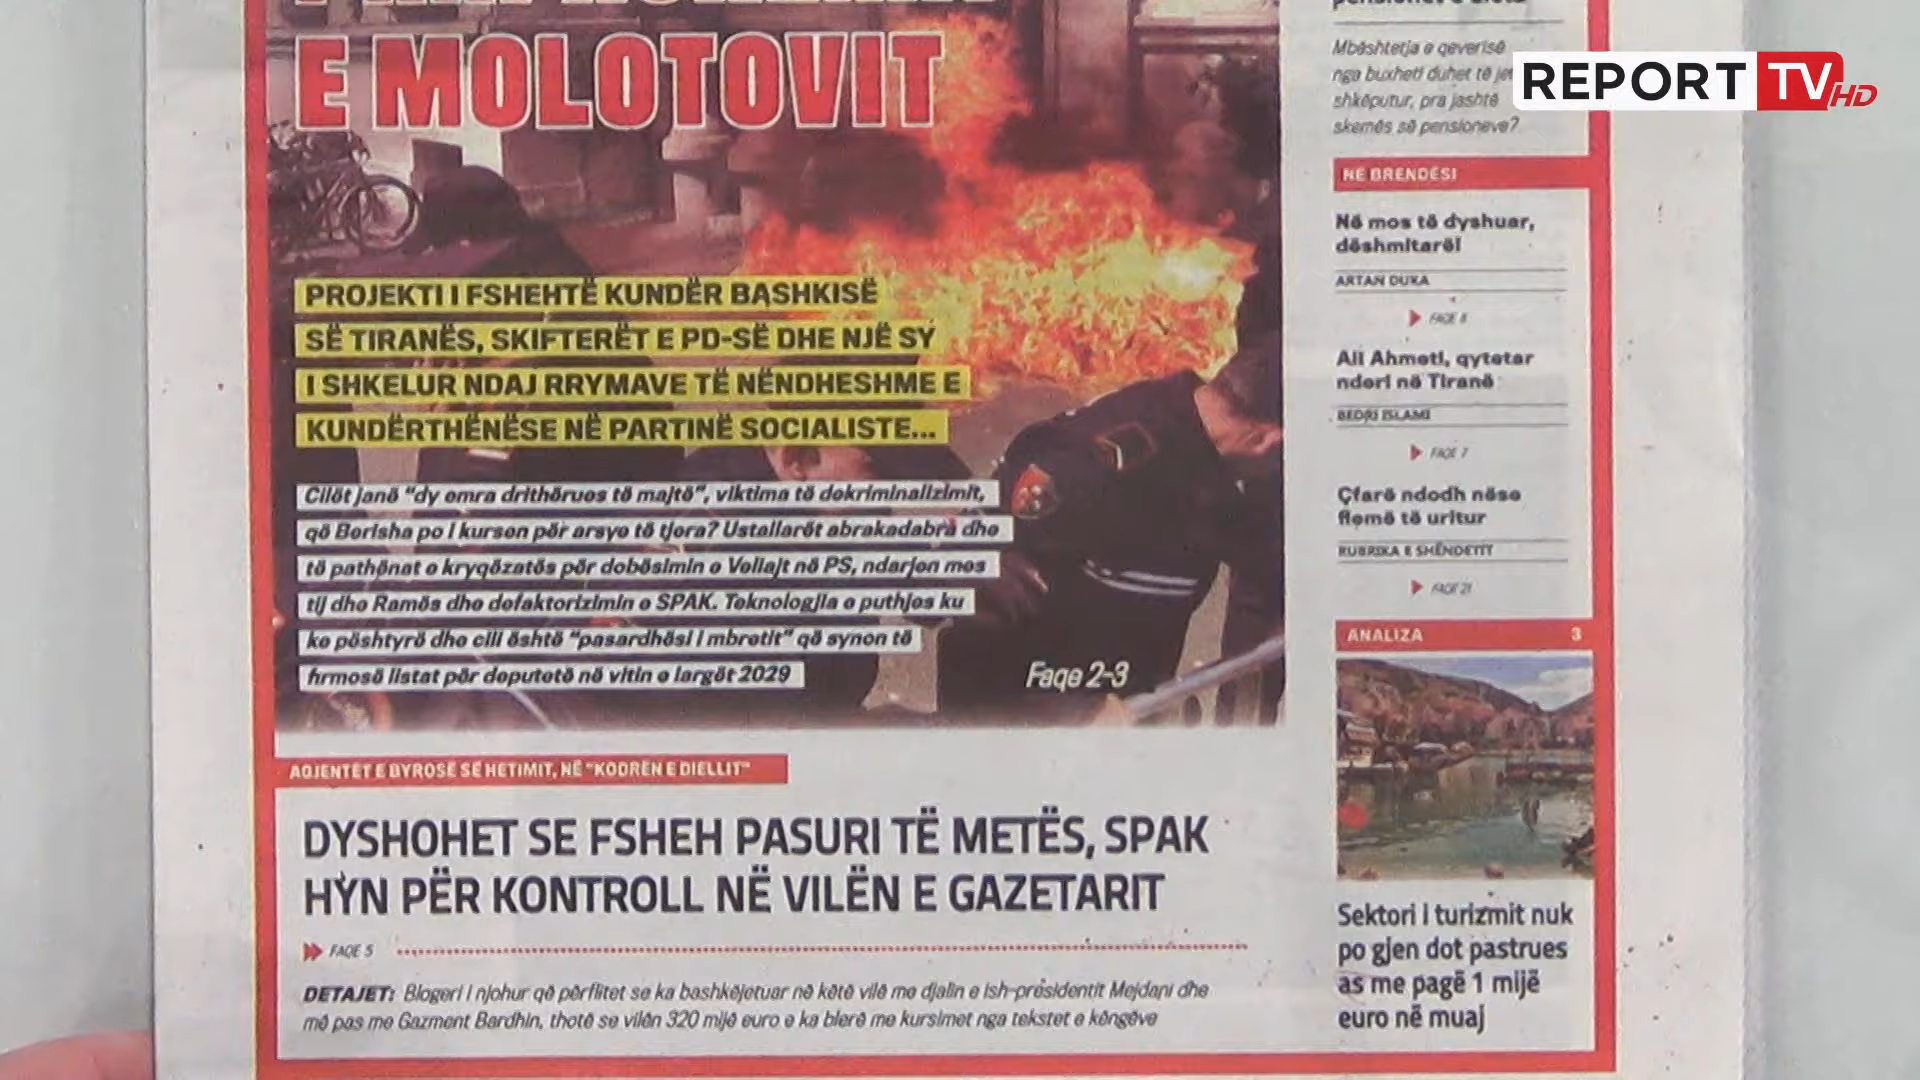 E MOLOTOVIT
PROJEKTI I FSHEHTË KUNDËR BASHKISË
SË TIRANËS, SKIFTERËT E PD-SË DHE NJË SY
I SHKELUR NDAJ RRYMAVE TË NËNDHESHME E
KUNDËRTHËNËSE NË PARTINË SOCIALISTE...
Cilët janë "dy emra drithërues të majtë", viktima të dekriminalizimit,
që Berisha po i kursen për arsye të tjera? Ustallarët abrakadabra dhe
të pathënat e kryqëzatës për dobësimin e Veliajt në PS, ndarjen mes
tij dhe Ramës dhe defaktorizimin e SPAK. Teknologjia e puthjes ku
ke pështyrë dhe cili është "pasardhësi i mbretit" që synon të
firmosë listat për deputetë në vitin e largët 2029
Faqe 2-3
AGJENTËT E BYROSË SË HETIMIT, NË "KODRËN E DIELLIT"
DYSHOHET SE FSHEH PASURI TË METËS, SPAK
HYN PËR KONTROLL NË VILËN E GAZETARIT
FAQE 5
DETAJET: Blogeri i njohur që përflitet se ka bashkëjetuar në këtë vilë me djalin e ish-presidentit Mejdani dhe
më pas me Gazment Bardhin, thotë se vilën 320 mijë euro e ka blerë me kursimet nga tekstet e këngëve
Mbështetja e qeverisë
nga buxheti duhet të jetë
shkëputur, pra jashtë
skemës së pensioneve?
REPORT TV HD
NË BRENDËSI
Në mos të dyshuar,
dëshmitarë!
ARTAN DUKA
FAQE 8
Ali Ahmeti, qytetar
nderi në Tiranë
BEDRI ISLAMI
FAQE 7
Çfarë ndodh nëse
flemë të uritur
RUBRIKA E SHËNDETIT
FAQE 21
ANALIZA 3
Sektori i turizmit nuk
po gjen dot pastrues
as me pagë 1 mijë
euro në muaj